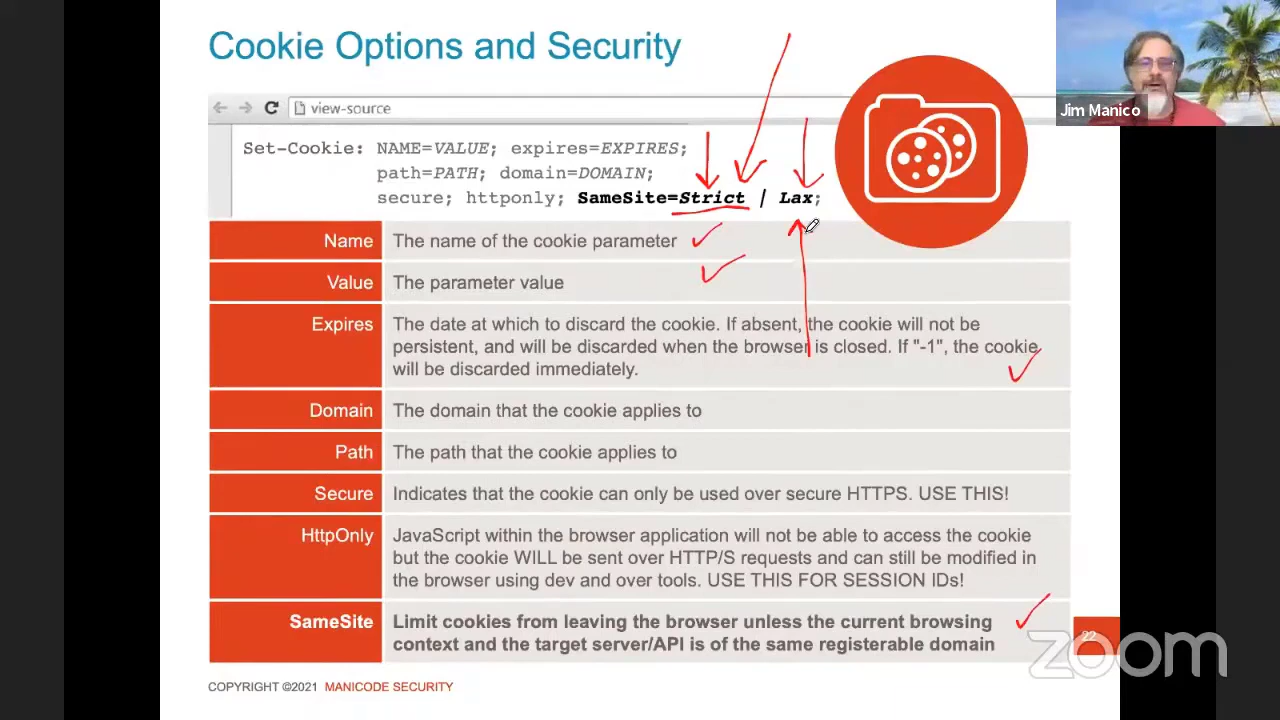 Cookie Options and Security
Jim Manico
view-source
Set-Cookie: NAME=VALUE; expires=EXPIRES;
path=PATH; domain=DOMAIN;
secure; httponly; SameSite=Strict | Lax;
Name The name of the cookie parameter
Value The parameter value
Expires The date at which to discard the cookie. If absent, the cookie will not be
persistent, and will be discarded when the browser is closed. If "-1", the cookie
will be discarded immediately.
Domain The domain that the cookie applies to
Path The path that the cookie applies to
Secure Indicates that the cookie can only be used over secure HTTPS. USE THIS!
HttpOnly JavaScript within the browser application will not be able to access the cookie
but the cookie WILL be sent over HTTP/S requests and can still be modified in
the browser using dev and over tools. USE THIS FOR SESSION IDs!
SameSite Limit cookies from leaving the browser unless the current browsing
context and the target server/API is of the same registerable domain
22
zoom
COPYRIGHT ©2021 MANICODE SECURITY